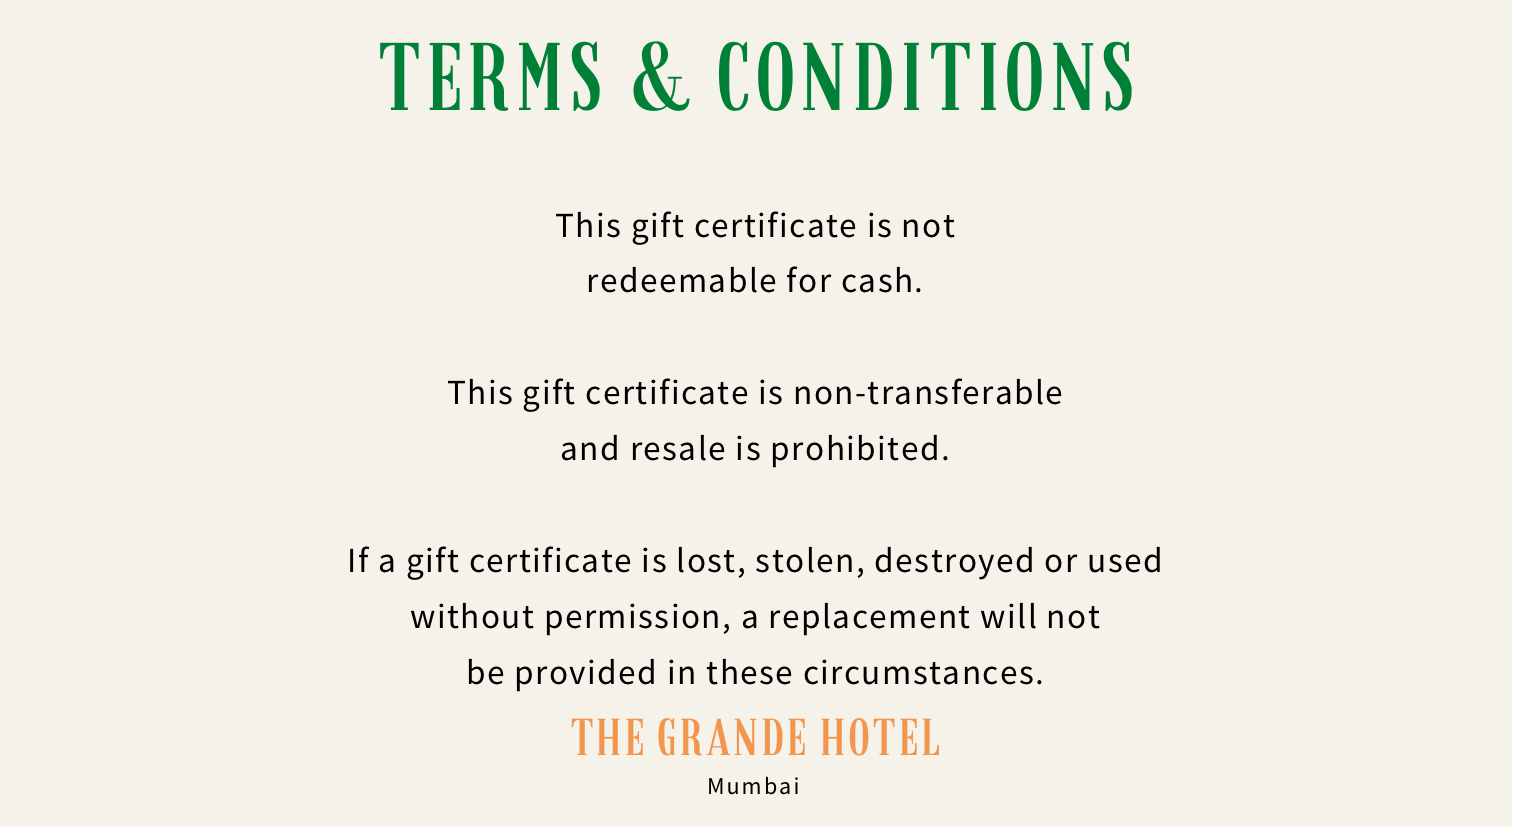 TERMS & CONDITIONS
This gift certificate is not
redeemable for cash.
This gift certificate is non-transferable
and resale is prohibited.
If a gift certificate is lost, stolen, destroyed or used
without permission, a replacement will not
be provided in these circumstances.
THE GRANDE HOTEL
Mumbai